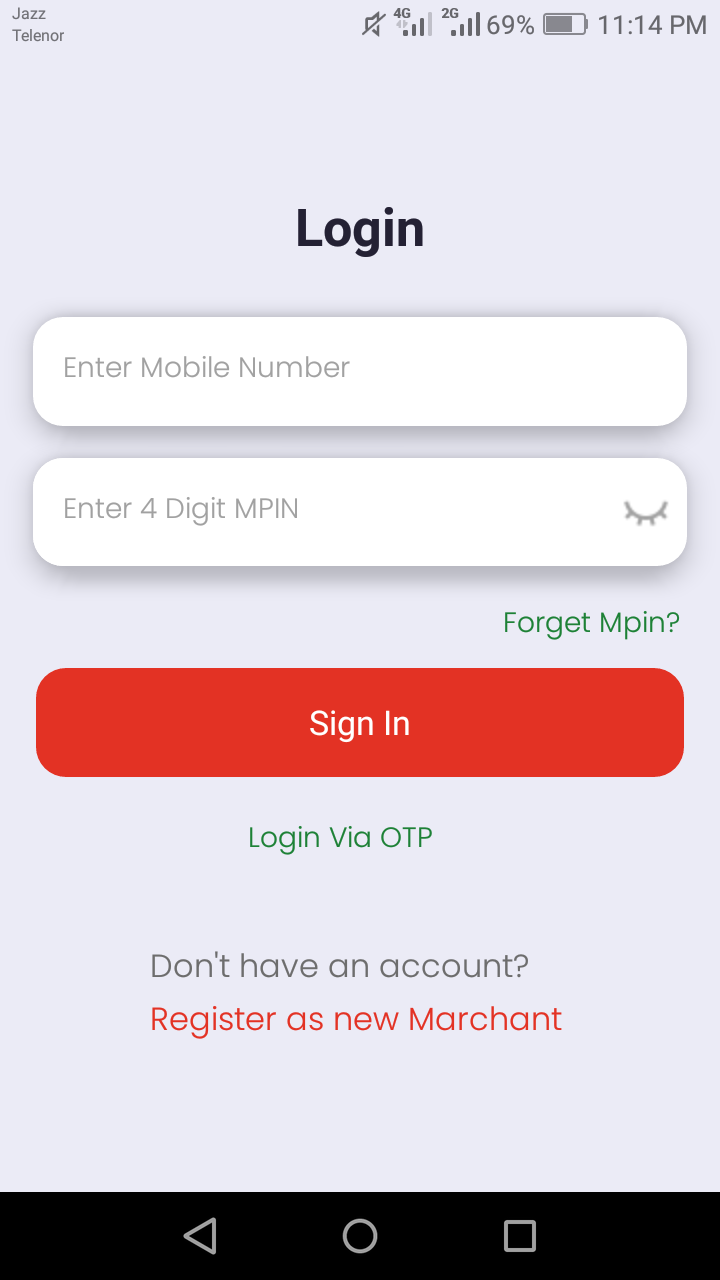 Jazz
Telenor
4G 2G 69% 11:14 PM
Login
Enter Mobile Number
Enter 4 Digit MPIN
Forget Mpin?
Sign In
Login Via OTP
Don't have an account?
Register as new Marchant